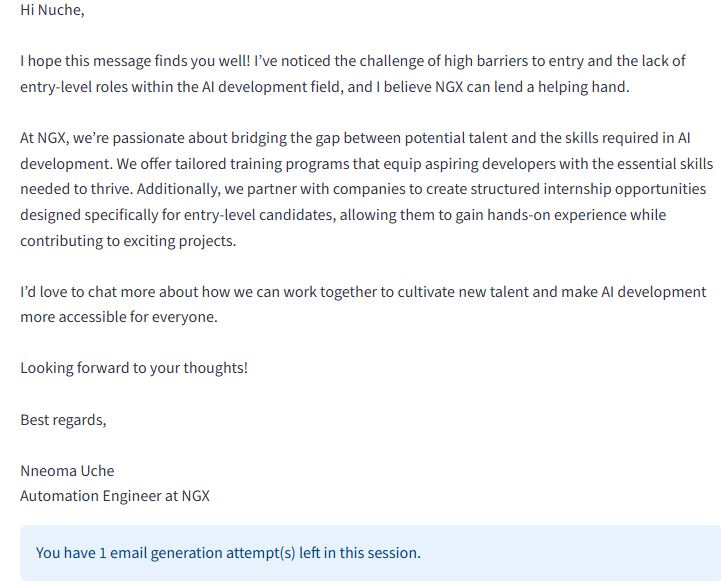 Hi Nuche,
I hope this message finds you well! I’ve noticed the challenge of high barriers to entry and the lack of
entry-level roles within the AI development field, and I believe NGX can lend a helping hand.
At NGX, we’re passionate about bridging the gap between potential talent and the skills required in AI
development. We offer tailored training programs that equip aspiring developers with the essential skills
needed to thrive. Additionally, we partner with companies to create structured internship opportunities
designed specifically for entry-level candidates, allowing them to gain hands-on experience while
contributing to exciting projects.
I’d love to chat more about how we can work together to cultivate new talent and make AI development
more accessible for everyone.
Looking forward to your thoughts!
Best regards,
Nneoma Uche
Automation Engineer at NGX
You have 1 email generation attempt(s) left in this session.